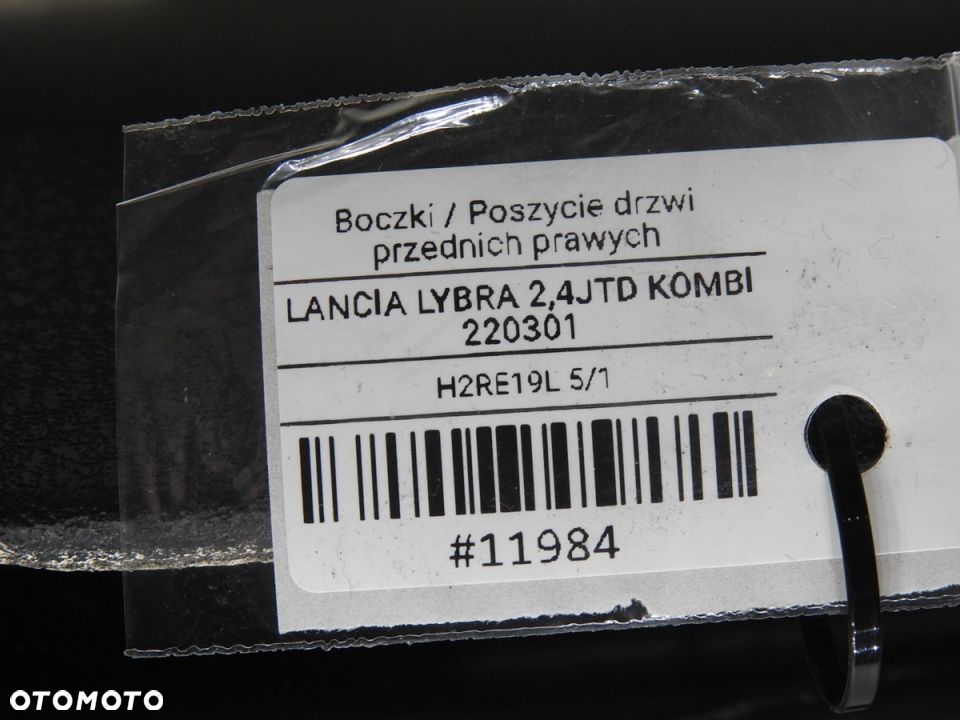 Boczki / Poszycie drzwi
przednich prawych
LANCIA LYBRA 2,4JTD KOMBI
220301
H2RE19L 5/1
#11984
OTOMOTO